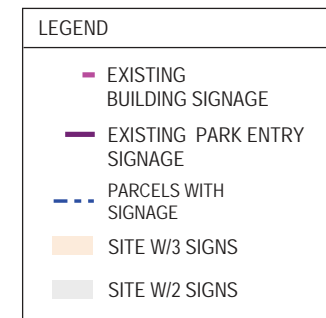 LEGEND
EXISTING
BUILDING SIGNAGE
EXISTING PARK ENTRY
SIGNAGE
PARCELS WITH
SIGNAGE
SITE W/3 SIGNS
SITE W/2 SIGNS